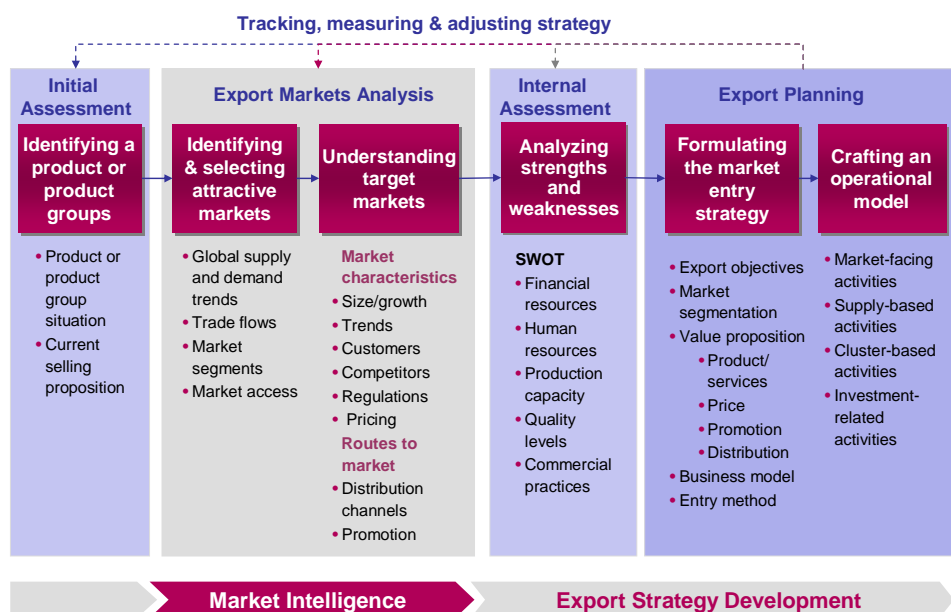 Tracking, measuring & adjusting strategy
Initial
Assessment
Identifying a
product or
product
groups
• Product or
product
group
situation
• Current
selling
proposition
Export Markets Analysis
Identifying
& selecting
attractive
markets
• Global supply
and demand
trends
• Trade flows
• Market
segments
• Market access
Understanding
target
markets
Market
characteristics
• Size/growth
• Trends
• Customers
• Competitors
• Regulations
• Pricing
Routes to
market
• Distribution
channels
• Promotion
Internal
Assessment
Analyzing
strengths
and
weaknesses
SWOT
• Financial
resources
• Human
resources
• Production
capacity
• Quality
levels
• Commercial
practices
Export Planning
Formulating
the market
entry
strategy
• Export objectives
• Market
segmentation
• Value proposition
• Product/
services
• Price
• Promotion
• Distribution
• Business model
• Entry method
Crafting an
operational
model
• Market-facing
activities
• Supply-based
activities
• Cluster-based
activities
• Investment-
related
activities
Market Intelligence
Export Strategy Development